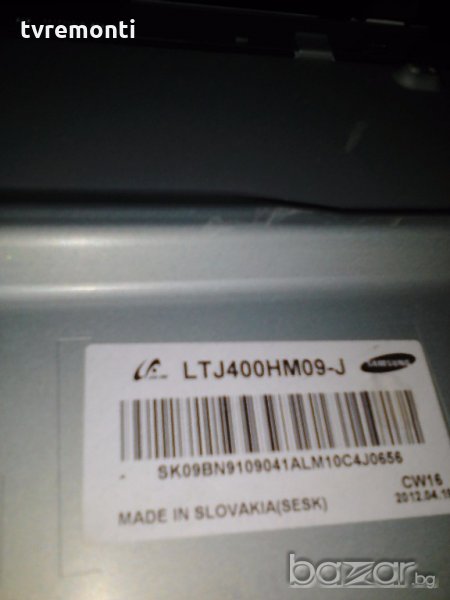 tvremonti
LTJ400HM09-J
SAMSUNG
SK09BN9109041ALM10C4J0656
CW16
MADE IN SLOVAKIA(SESK)
bazar.bg